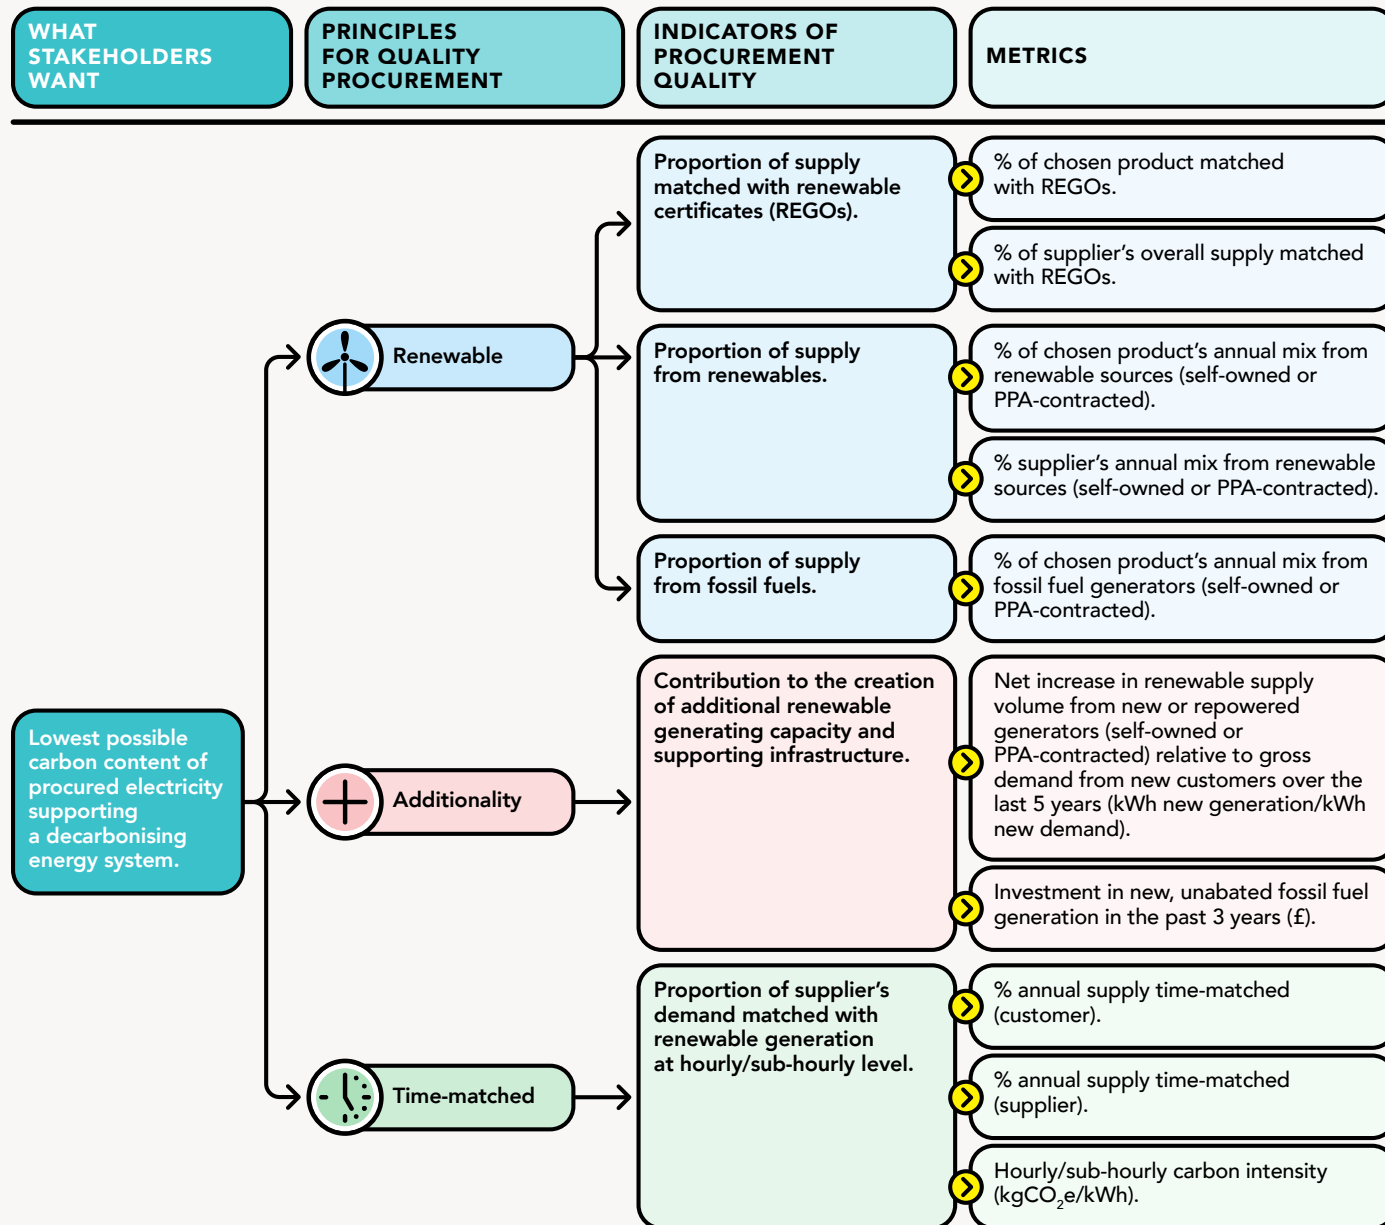 WHAT
STAKEHOLDERS
WANT
PRINCIPLES
FOR QUALITY
PROCUREMENT
INDICATORS OF
PROCUREMENT
QUALITY
METRICS
Lowest possible
carbon content of
procured electricity
supporting
a decarbonising
energy system.
Renewable
Proportion of supply
matched with renewable
certificates (REGOs).
% of chosen product matched
with REGOs.
% of supplier’s overall supply matched
with REGOs.
Proportion of supply
from renewables.
% of chosen product’s annual mix from
renewable sources (self-owned or
PPA-contracted).
% supplier’s annual mix from renewable
sources (self-owned or PPA-contracted).
Proportion of supply
from fossil fuels.
% of chosen product’s annual mix from
fossil fuel generators (self-owned or
PPA-contracted).
Additionality
Contribution to the creation
of additional renewable
generating capacity and
supporting infrastructure.
Net increase in renewable supply
volume from new or repowered
generators (self-owned or
PPA-contracted) relative to gross
demand from new customers over the
last 5 years (kWh new generation/kWh
new demand).
Investment in new, unabated fossil fuel
generation in the past 3 years (£).
Time-matched
Proportion of supplier’s
demand matched with
renewable generation
at hourly/sub-hourly level.
% annual supply time-matched
(customer).
% annual supply time-matched
(supplier).
Hourly/sub-hourly carbon intensity
(kgCO₂e/kWh).